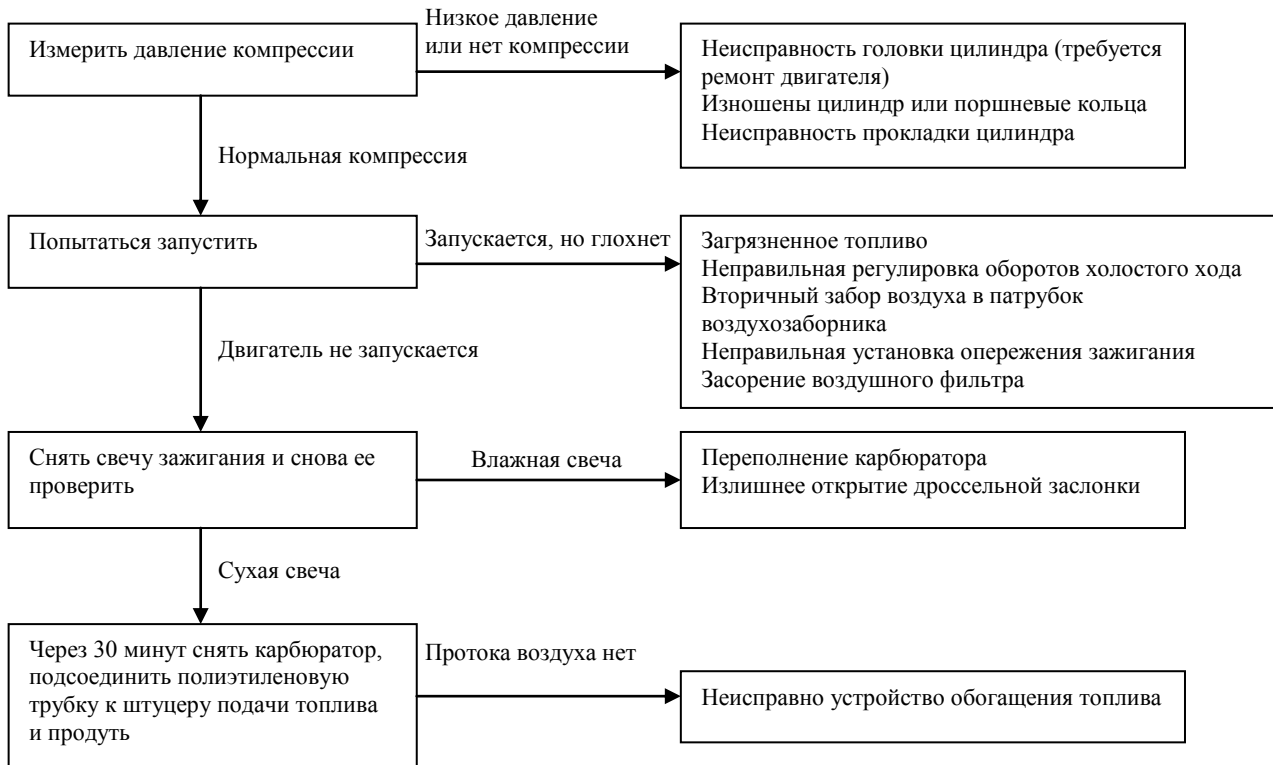 Низкое давление
или нет компрессии
Измерить давление компрессии
Неисправность головки цилиндра (требуется
ремонт двигателя)
Изношены цилиндр или поршневые кольца
Неисправность прокладки цилиндра
Нормальная компрессия
Попытаться запустить
Запускается, но глохнет
Загрязненное топливо
Неправильная регулировка оборотов холостого хода
Вторичный забор воздуха в патрубок
воздухозаборника
Неправильная установка опережения зажигания
Засорение воздушного фильтра
Двигатель не запускается
Снять свечу зажигания и снова ее
проверить
Влажная свеча
Переполнение карбюратора
Излишнее открытие дроссельной заслонки
Сухая свеча
Через 30 минут снять карбюратор,
подсоединить полиэтиленовую
трубку к штуцеру подачи топлива
и продуть
Протока воздуха нет
Неисправно устройство обогащения топлива